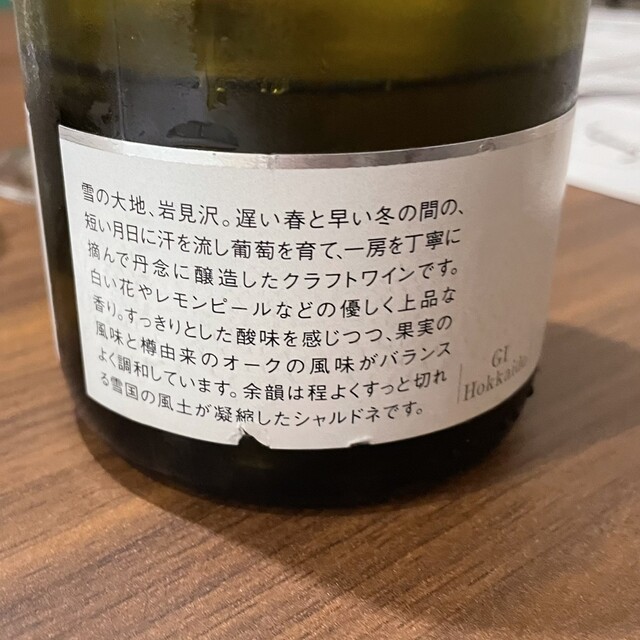 雪の大地、岩見沢。遅い春と早い冬の間の、
短い月日に汗を流し葡萄を育て、一房を丁寧に
摘んで丹念に醸造したクラフトワインです。
白い花やレモンピールなどの優しく上品な
香り。すっきりとした酸味を感じつつ、果実の
風味と樽由来のオークの風味がバランス
よく調和しています。余韻は程よくすっと切れ
る雪国の風土が凝縮したシャルドネです。
GI
Hokkaido